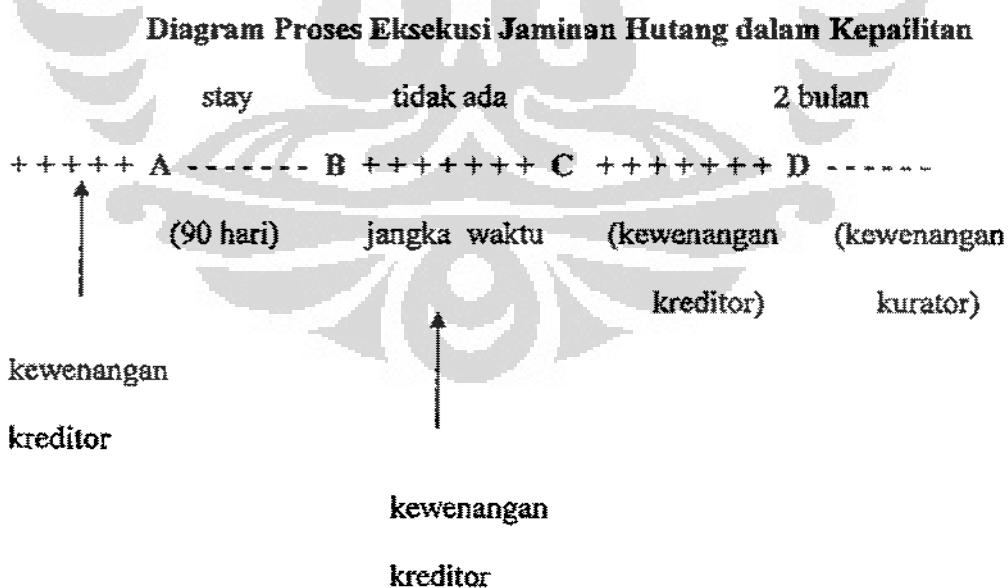 Diagram Proses Eksekusi Jaminan Hutang dalam Kepailitan
stay tidak ada 2 bulan
+ + + + + A - - - - - - - B + + + + + + + C + + + + + + + D - - - - - -
(90 hari) jangka waktu (kewenangan (kewenangan
kreditor) kurator)
kewenangan
kreditor
kewenangan
kreditor